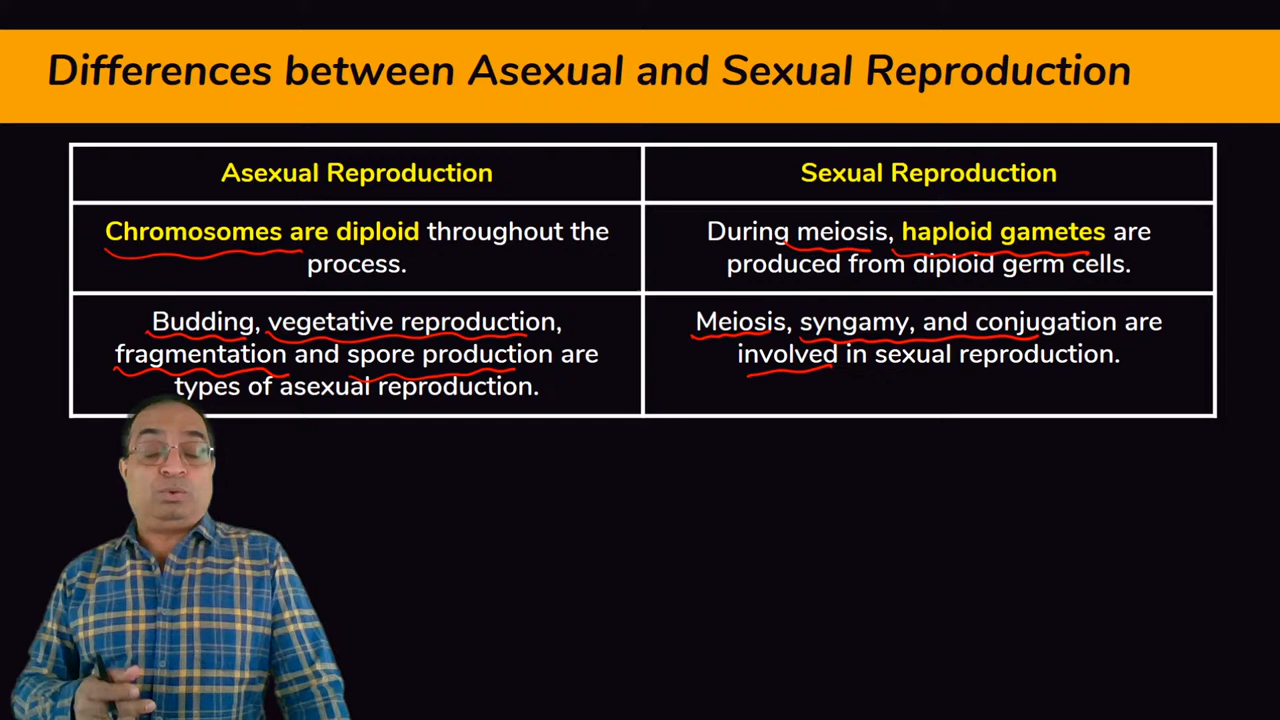 Differences between Asexual and Sexual Reproduction
Asexual Reproduction
Sexual Reproduction
Chromosomes are diploid throughout the
process.
During meiosis, haploid gametes are
produced from diploid germ cells.
Budding, vegetative reproduction,
fragmentation and spore production are
types of asexual reproduction.
Meiosis, syngamy, and conjugation are
involved in sexual reproduction.